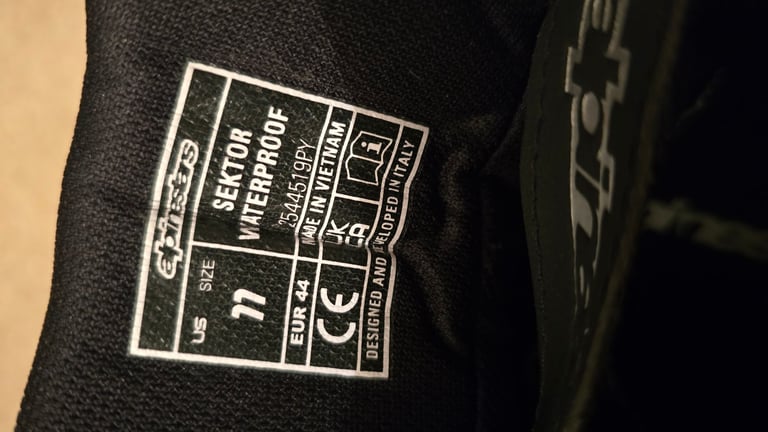 alpinestars
US SIZE
11
SEKTOR
WATERPROOF
2544519PY
EUR 44
MADE IN VIETNAM
CE
UK
CA
i
DESIGNED AND DEVELOPED IN ITALY